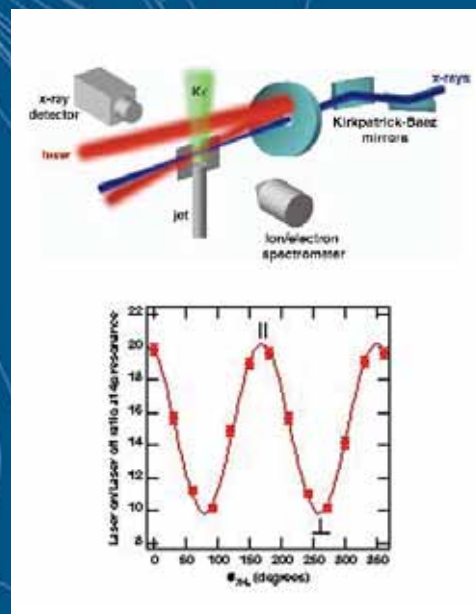 x-ray
detector
laser
Kr
jet
x-rays
Kirkpatrick-Baez
mirrors
Ion/electron
spectrometer
Laser on/Laser off ratio at 4p resonance
22
20
18
16
14
12
10
8
||
⊥
0 50 100 150 200 250 300 350
(degrees)